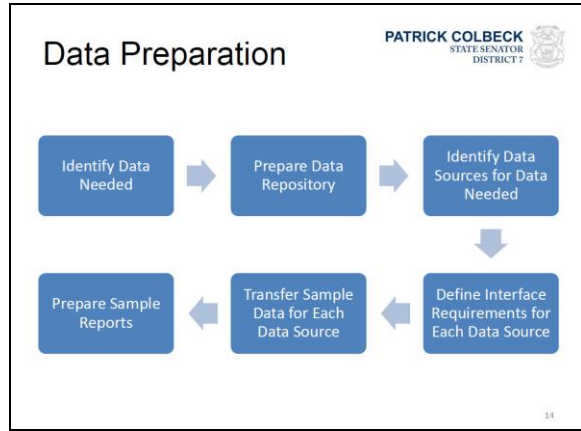 Data Preparation
PATRICK COLBECK
STATE SENATOR
DISTRICT 7
Identify Data
Needed
Prepare Data
Repository
Identify Data
Sources for Data
Needed
Define Interface
Requirements for
Each Data Source
Transfer Sample
Data for Each
Data Source
Prepare Sample
Reports
14